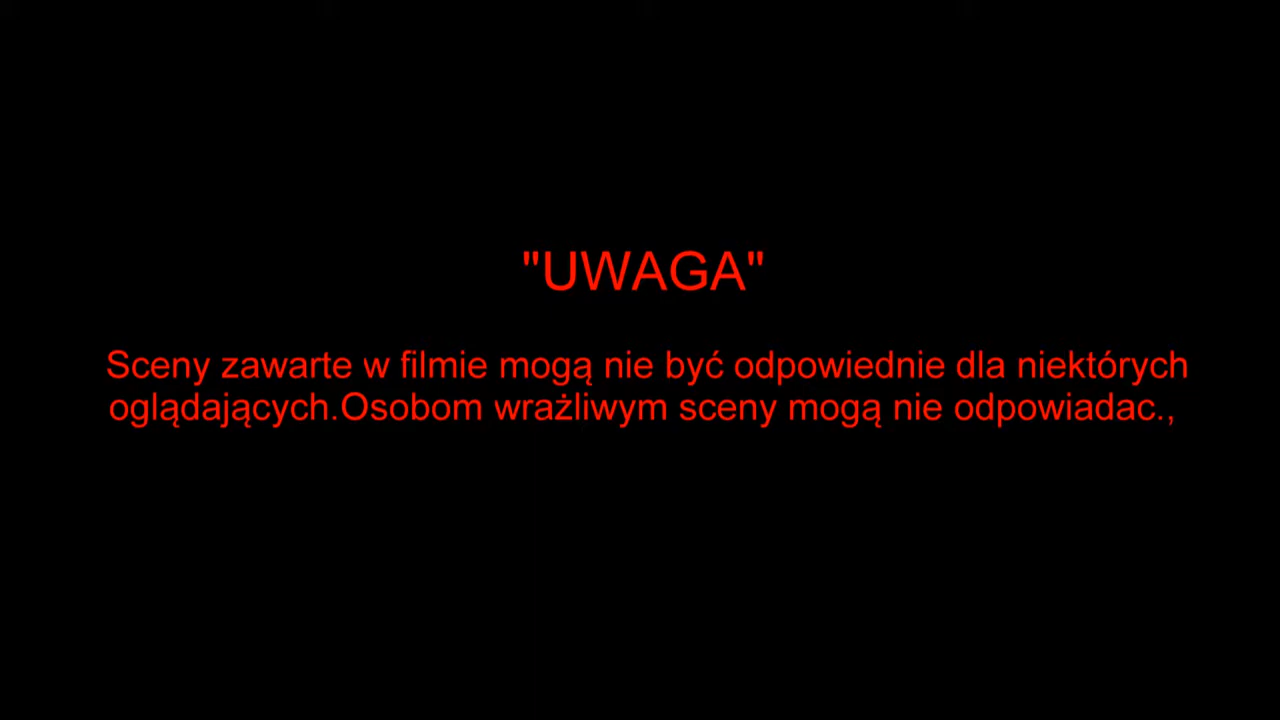 "UWAGA"
Sceny zawarte w filmie mogą nie być odpowiednie dla niektórych
oglądających.Osobom wrażliwym sceny mogą nie odpowiadac.,